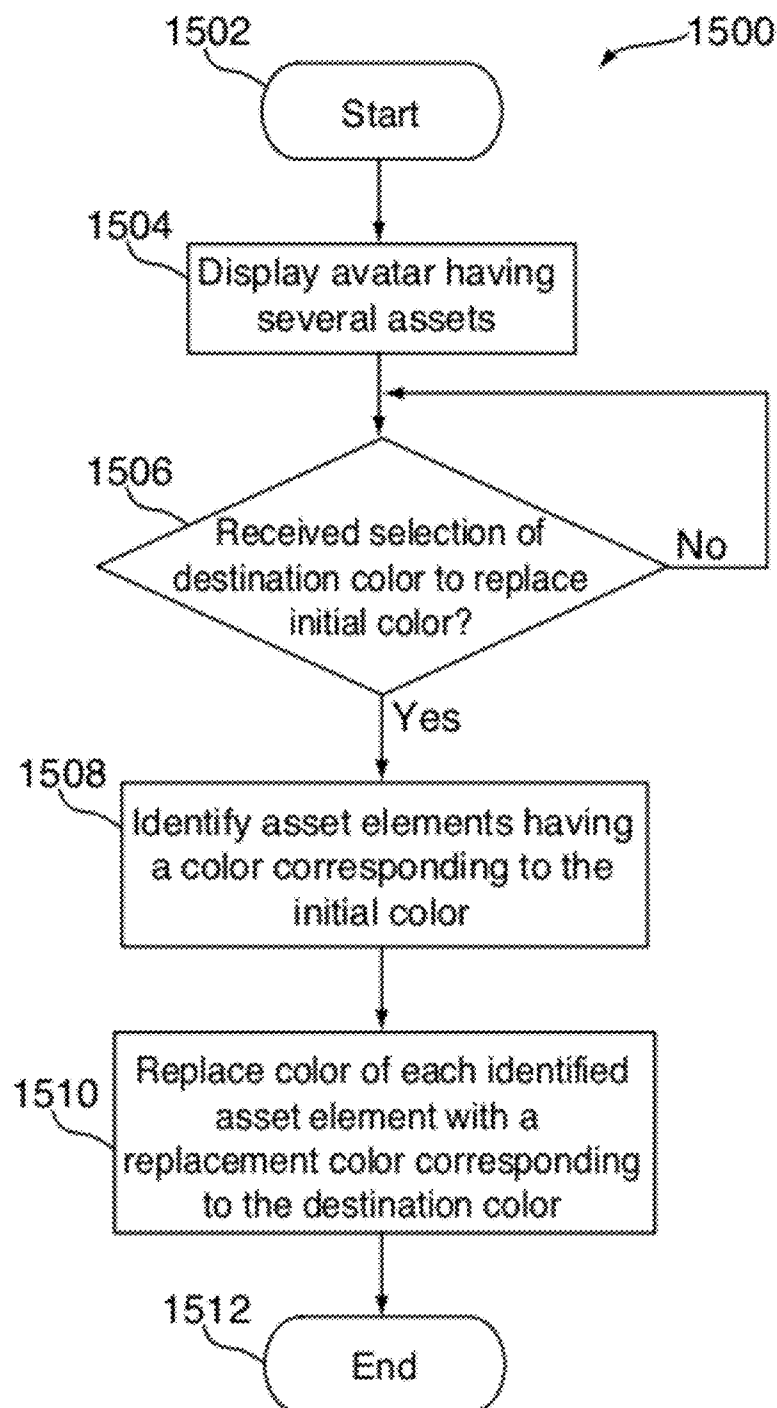 1502
1500
Start
1504
Display avatar having
several assets
1506
Received selection of
destination color to replace
initial color?
No
Yes
1508
Identify asset elements having
a color corresponding to the
initial color
1510
Replace color of each identified
asset element with a
replacement color corresponding
to the destination color
1512
End